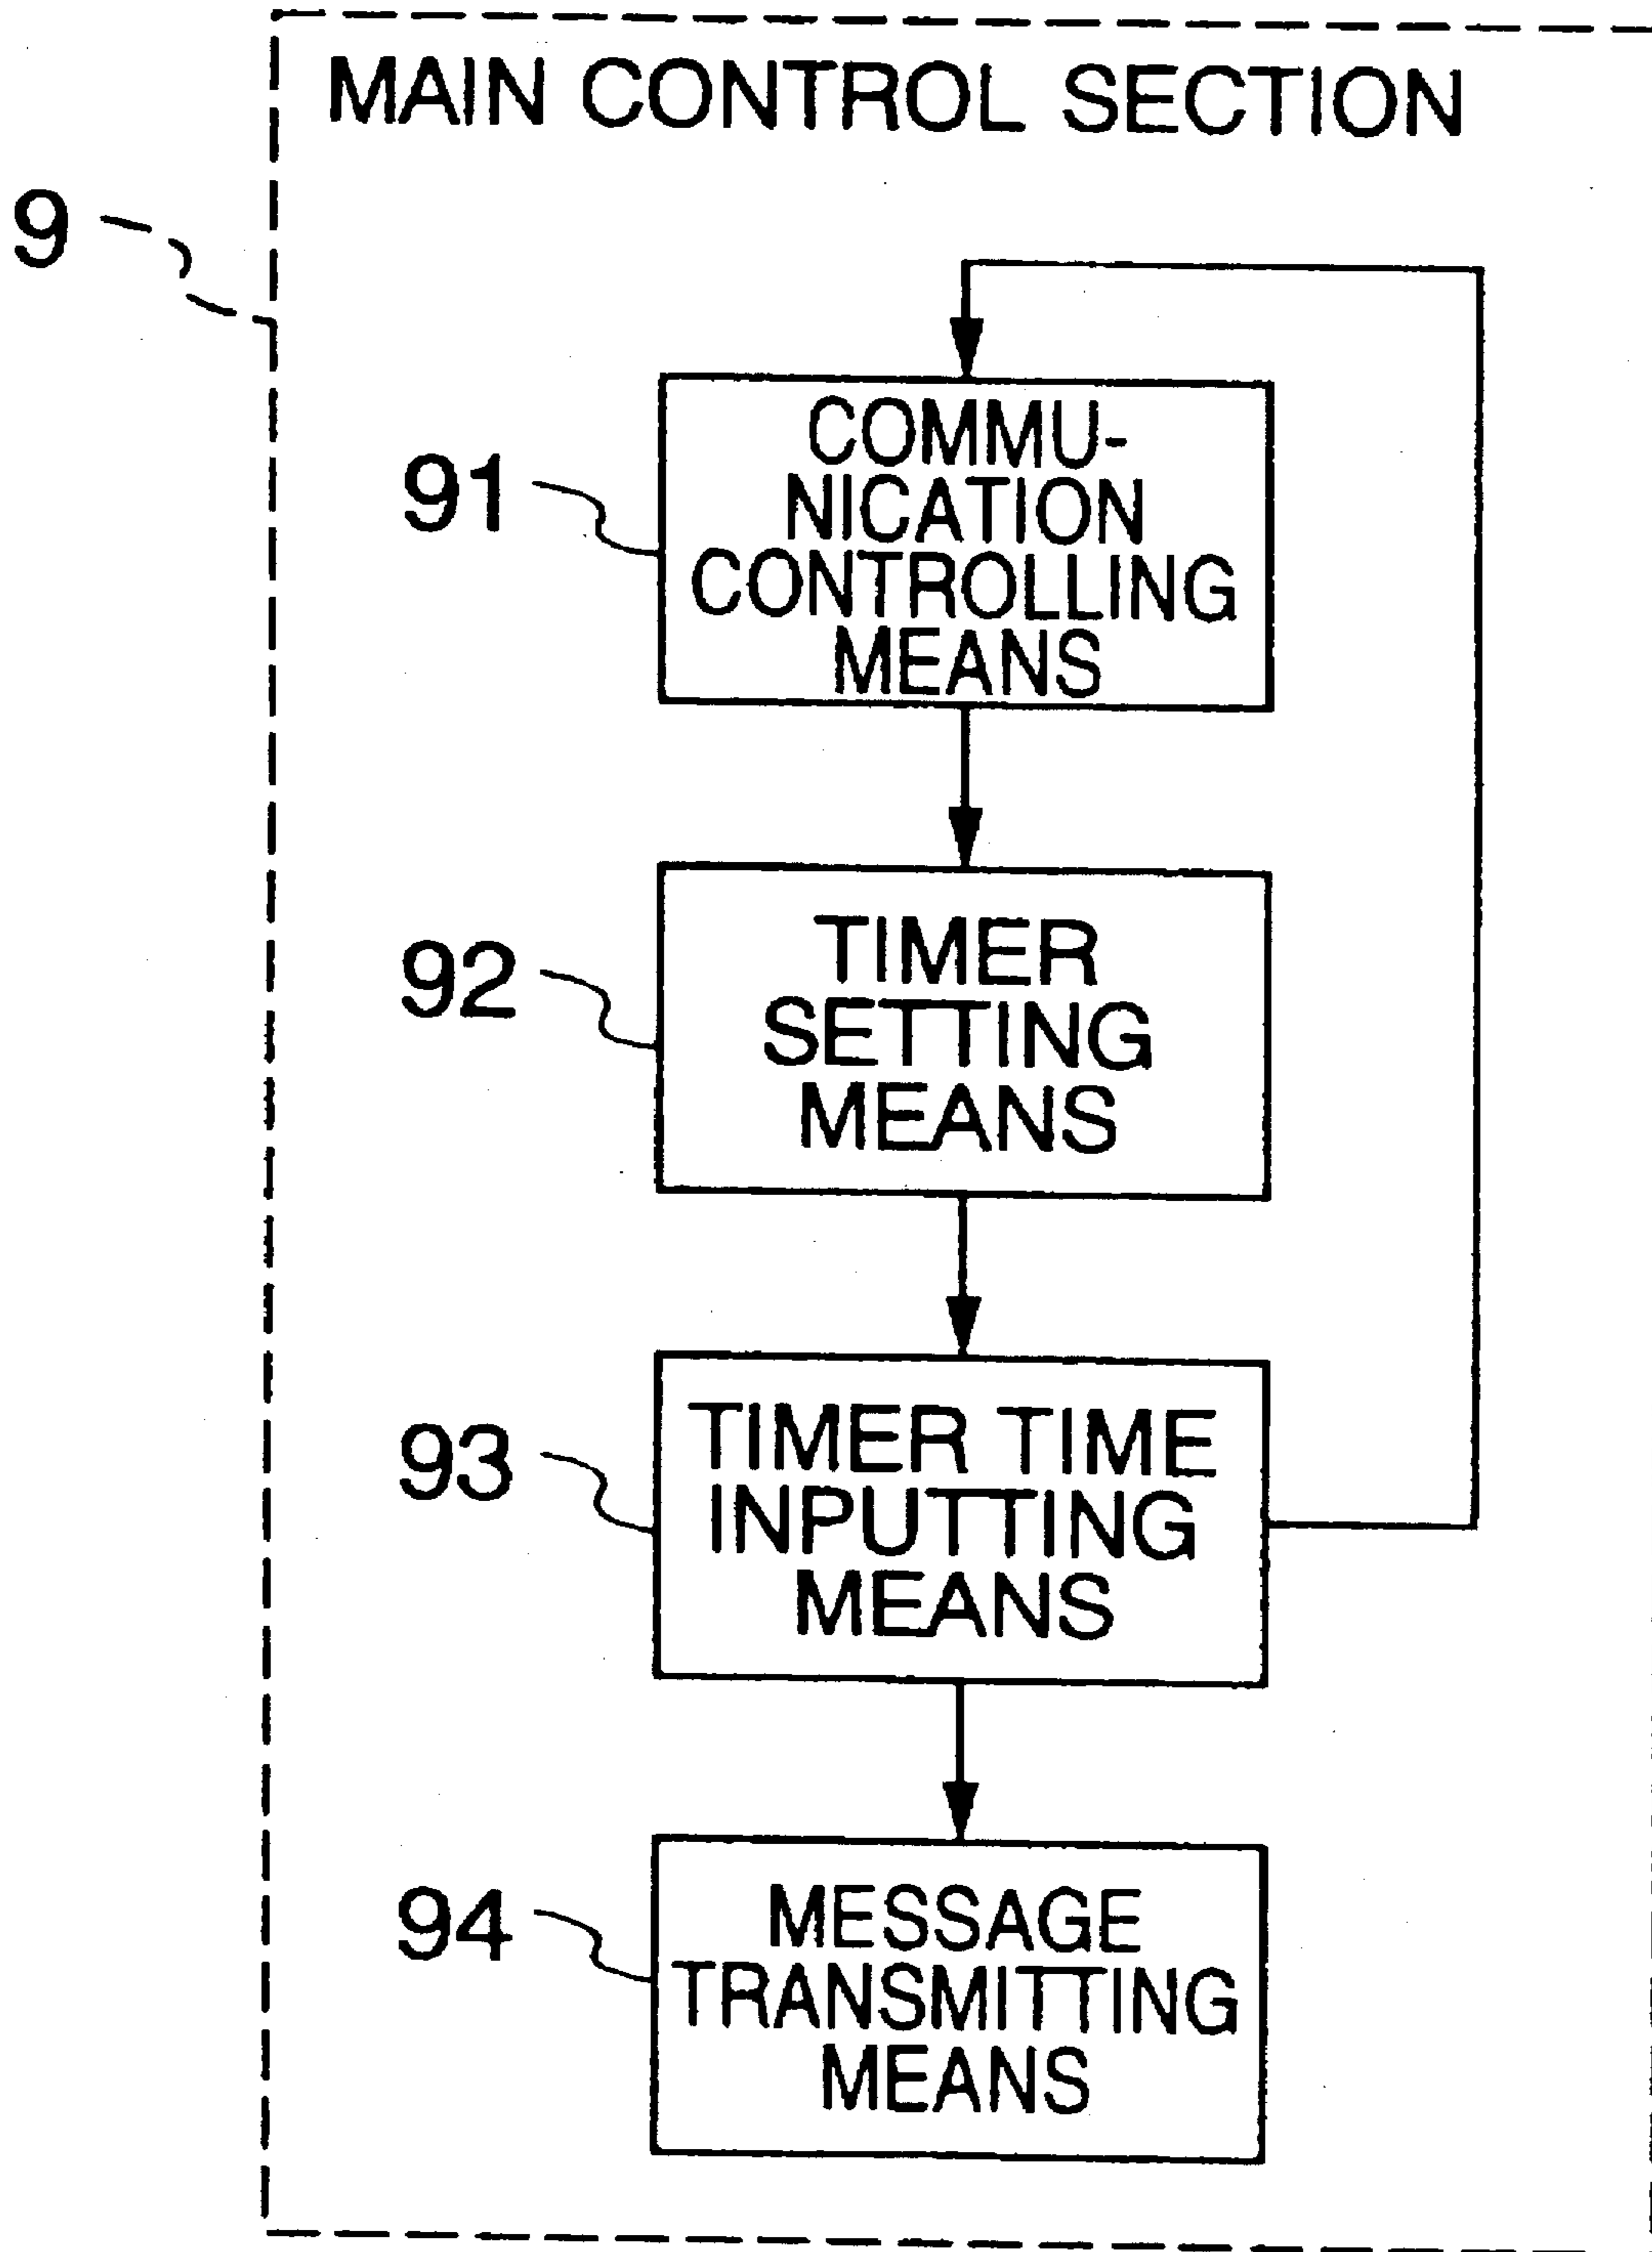 MAIN CONTROL SECTION
9
91
COMMU-
NICATION
CONTROLLING
MEANS
92
TIMER
SETTING
MEANS
93
TIMER TIME
INPUTTING
MEANS
94
MESSAGE
TRANSMITTING
MEANS